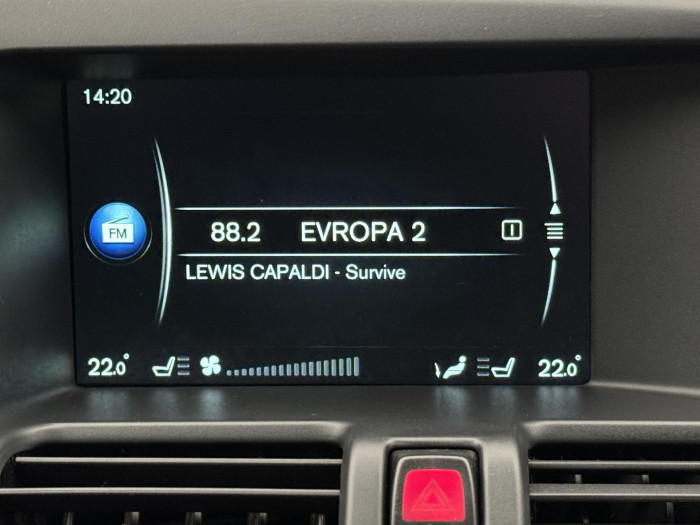 14:20
FM
88.2 EVROPA 2
LEWIS CAPALDI - Survive
22.0° 22.0°